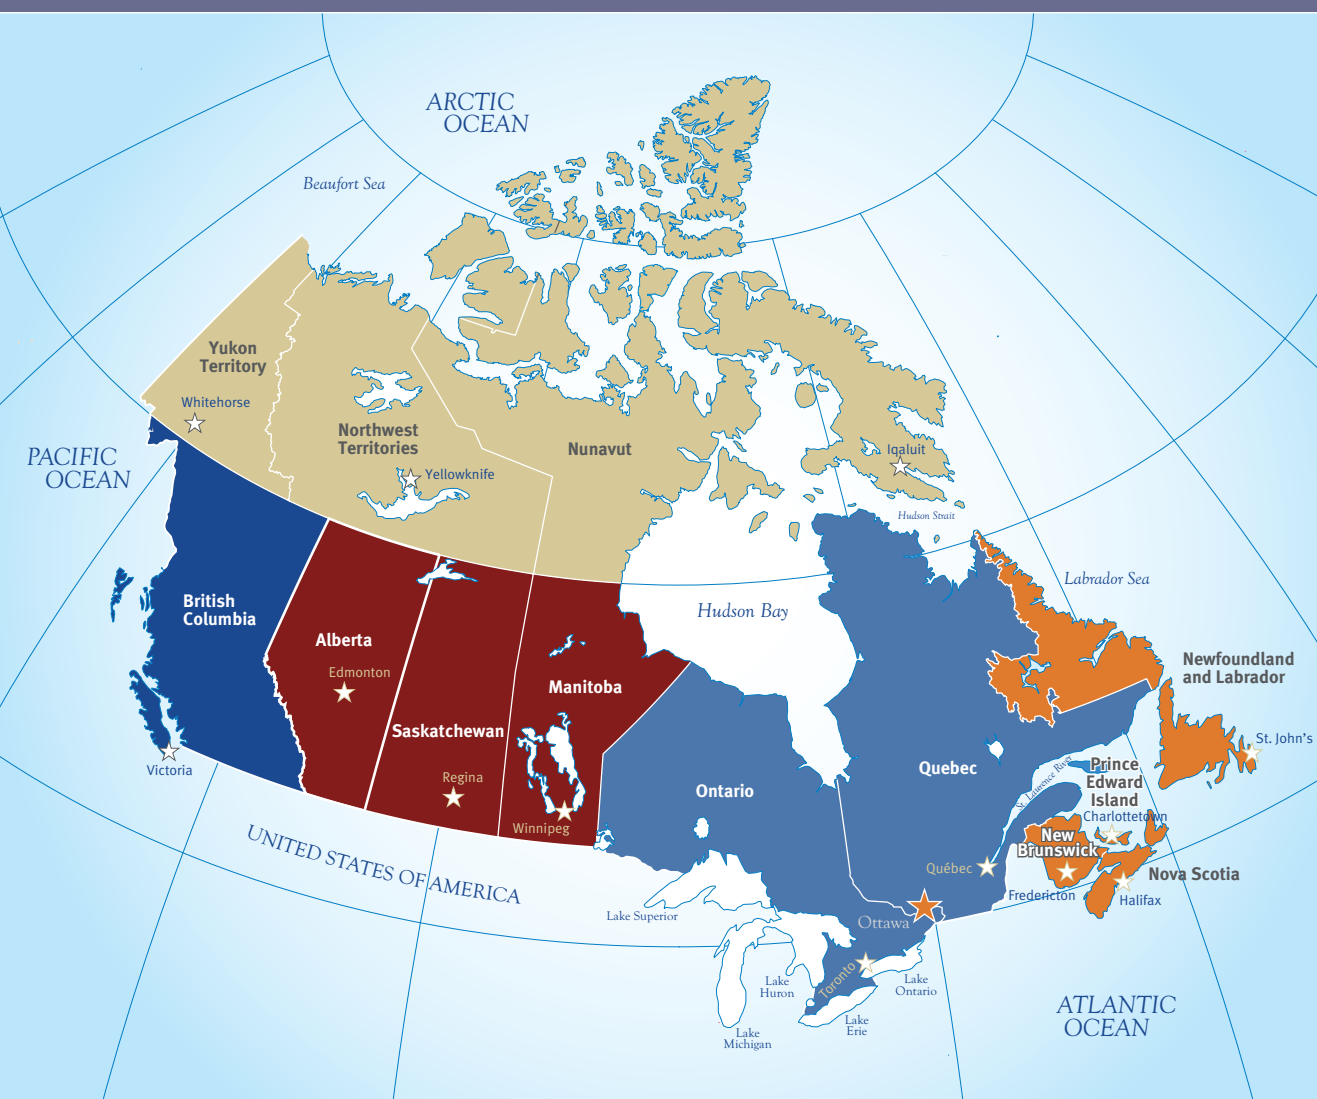 ARCTIC
OCEAN
Beaufort Sea
Yukon
Territory
Whitehorse
PACIFIC
OCEAN
Northwest
Territories
Yellowknife
Nunavut
Iqaluit
Hudson Strait
Labrador Sea
Hudson Bay
British
Columbia
Alberta
Edmonton
Manitoba
Saskatchewan
Regina
Winnipeg
Victoria
Newfoundland
and Labrador
St. John's
Quebec
Ontario
St. Laurence River
Prince
Edward
Island
Charlottetown
New
Brunswick
Nova Scotia
Québec
Fredericton
Halifax
UNITED STATES OF AMERICA
Lake Superior
Ottawa
Toronto
Lake
Huron
Lake
Ontario
Lake
Erie
Lake
Michigan
ATLANTIC
OCEAN